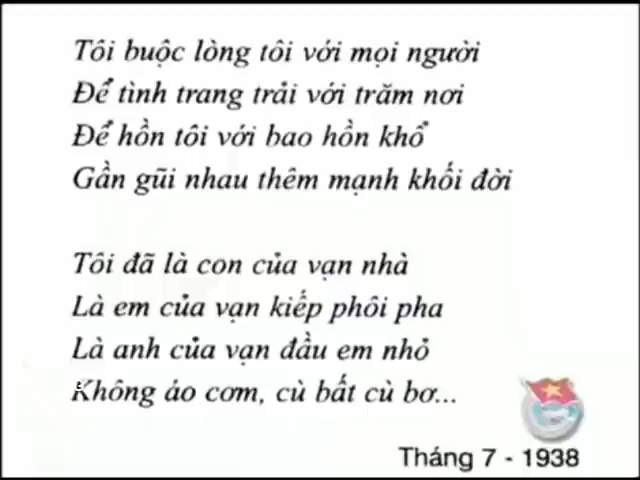 Tôi buộc lòng tôi với mọi người
Để tình trang trải với trăm nơi
Để hồn tôi với bao hồn khổ
Gần gũi nhau thêm mạnh khối đời
Tôi đã là con của vạn nhà
Là em của vạn kiếp phôi pha
Là anh của vạn đầu em nhỏ
Không áo cơm, cù bất cù bơ...
Tháng 7 - 1938